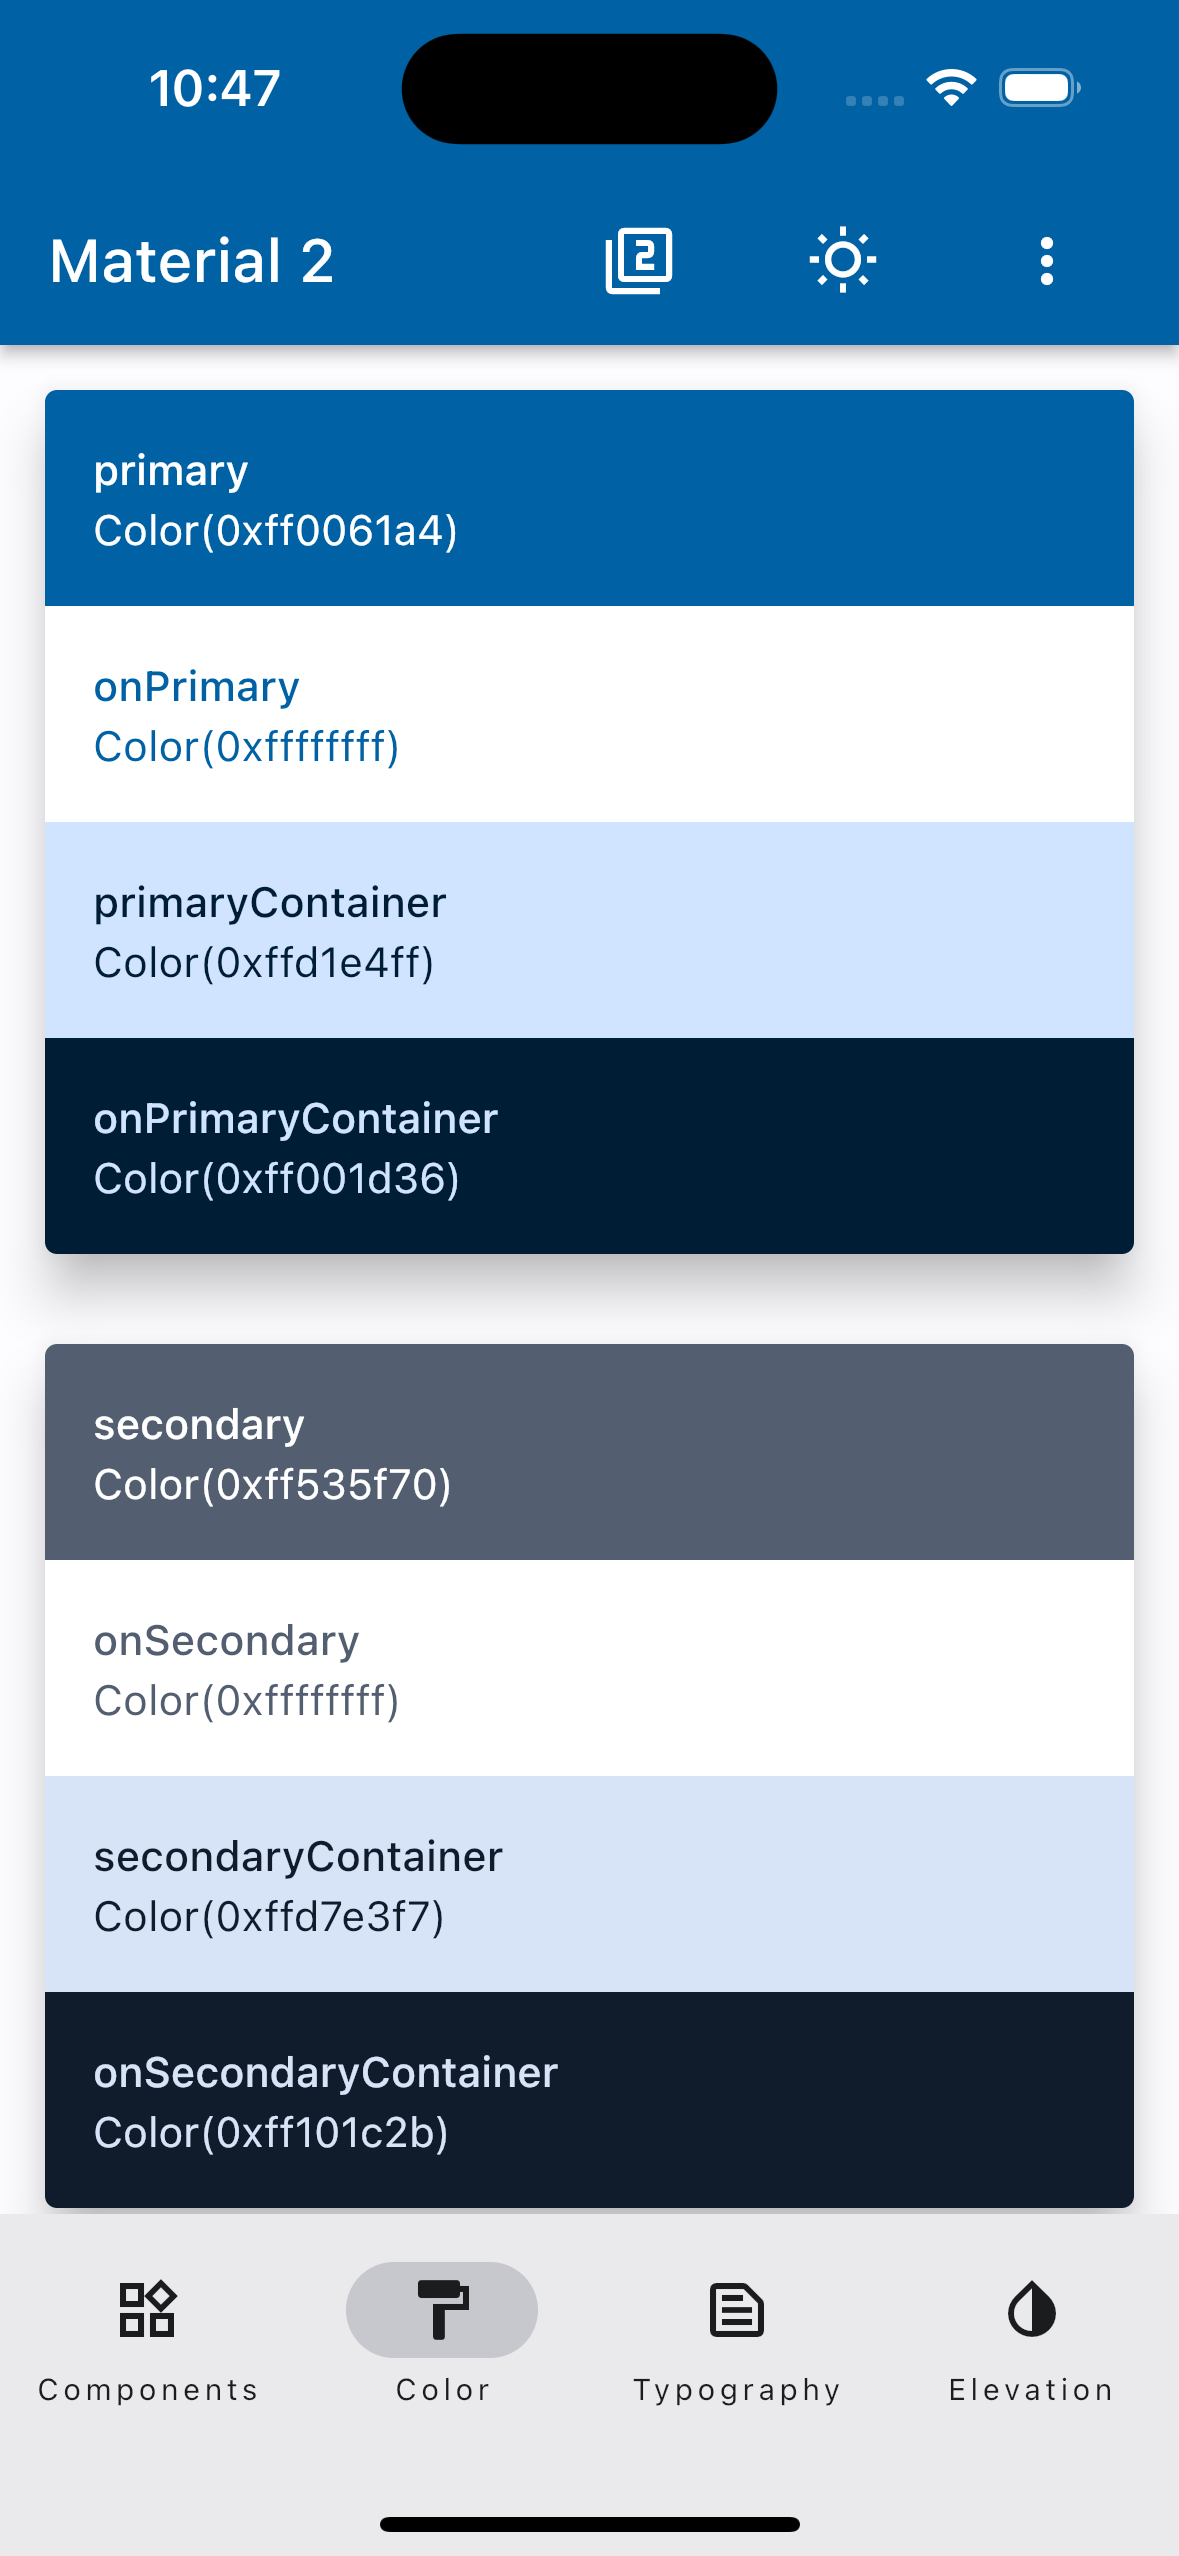 10:47
Material 2
2
primary
Color(0xff0061a4)
onPrimary
Color(0xffffffff)
primaryContainer
Color(0xffd1e4ff)
onPrimaryContainer
Color(0xff001d36)
secondary
Color(0xff535f70)
onSecondary
Color(0xffffffff)
secondaryContainer
Color(0xffd7e3f7)
onSecondaryContainer
Color(0xff101c2b)
Components
Color
Typography
Elevation